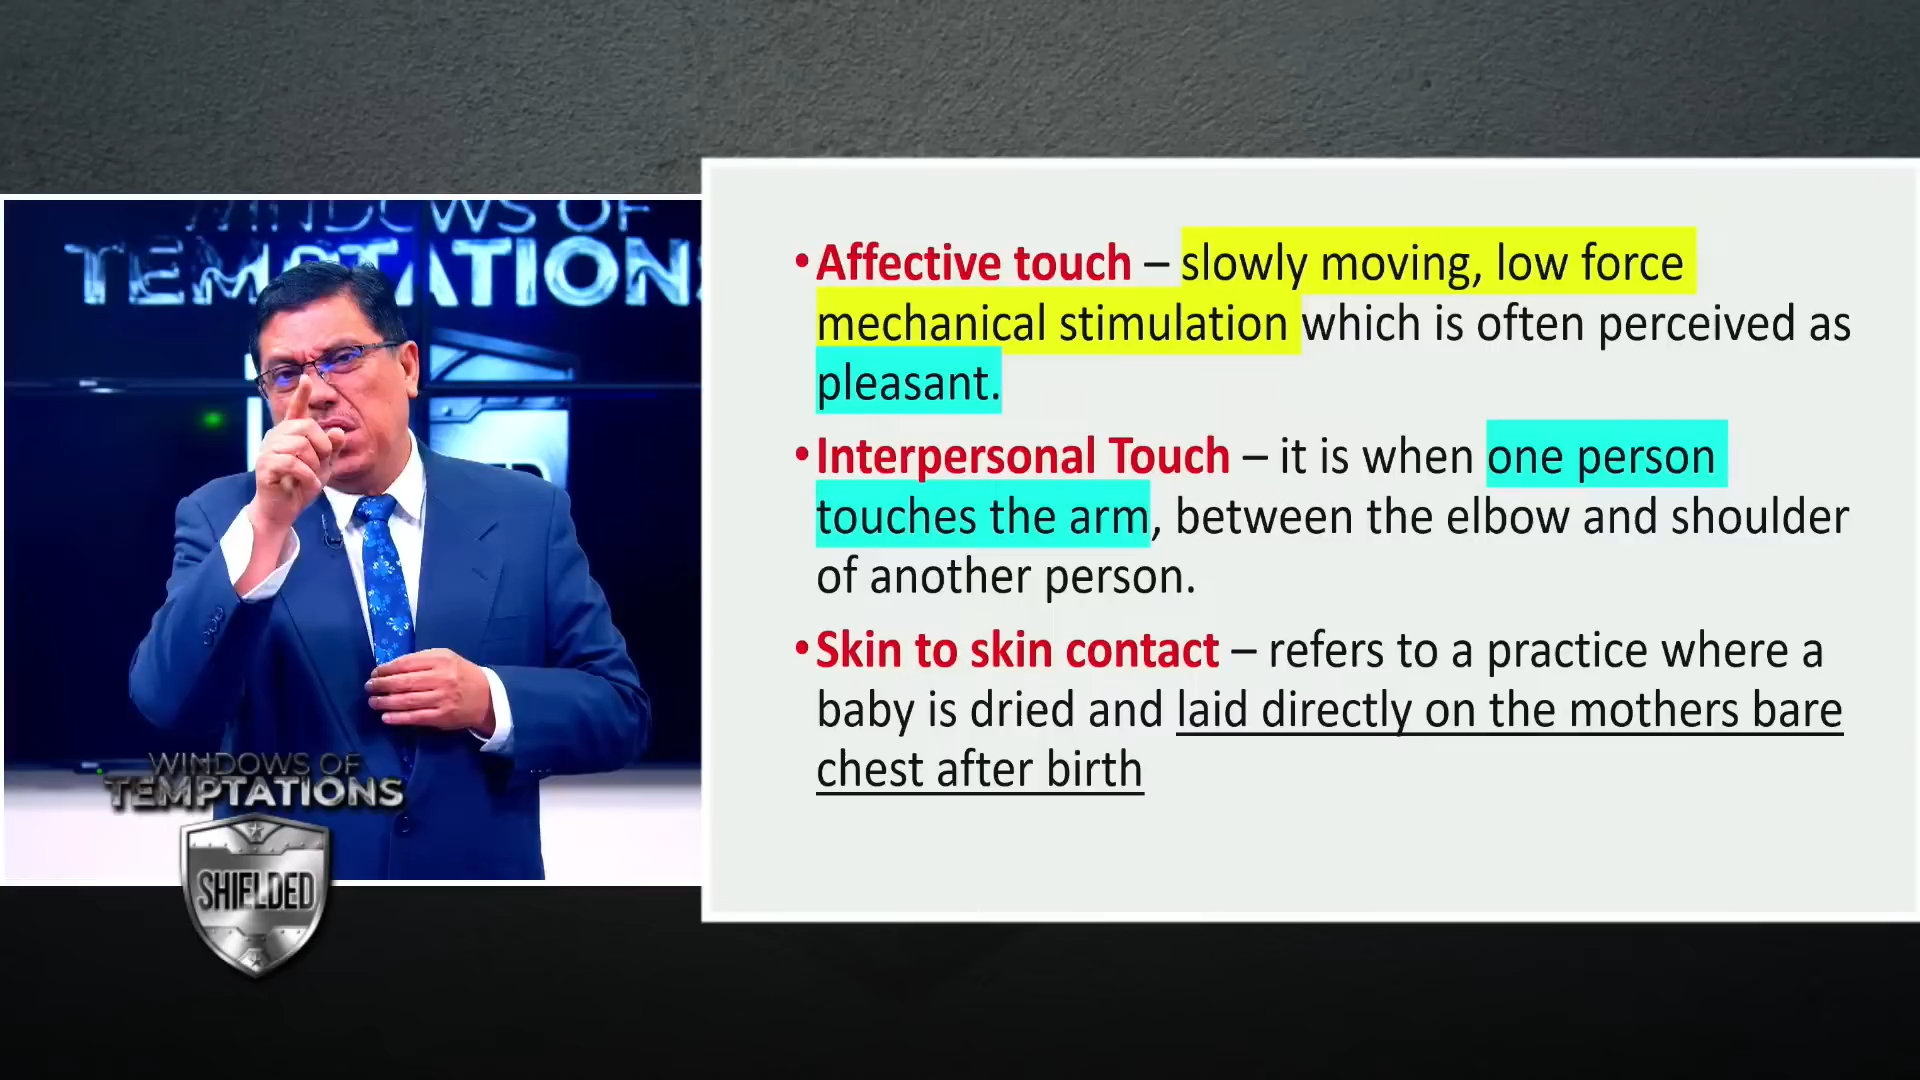 WINDOWS OF
TEMPTATIONS
WINDOWS OF
TEMPTATIONS
SHIELDED
•Affective touch – slowly moving, low force
mechanical stimulation which is often perceived as
pleasant.
•Interpersonal Touch – it is when one person
touches the arm, between the elbow and shoulder
of another person.
•Skin to skin contact – refers to a practice where a
baby is dried and laid directly on the mothers bare
chest after birth